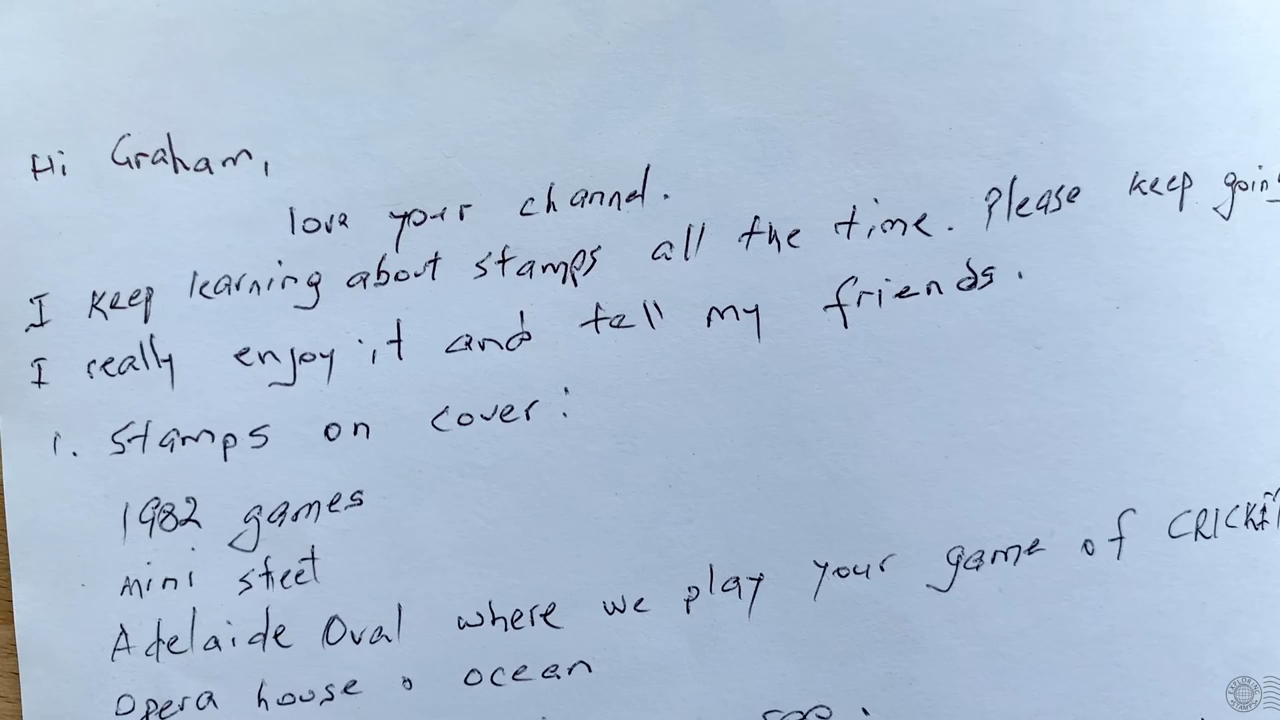 Hi Graham,
love your channel.
I keep learning about stamps all the time. Please keep going
I really enjoy it and tell my friends.
1. Stamps on cover:
1982 games
mini sheet
Adelaide Oval where we play your game of CRICKET
Opera house & ocean
EXPLORING STAMPS